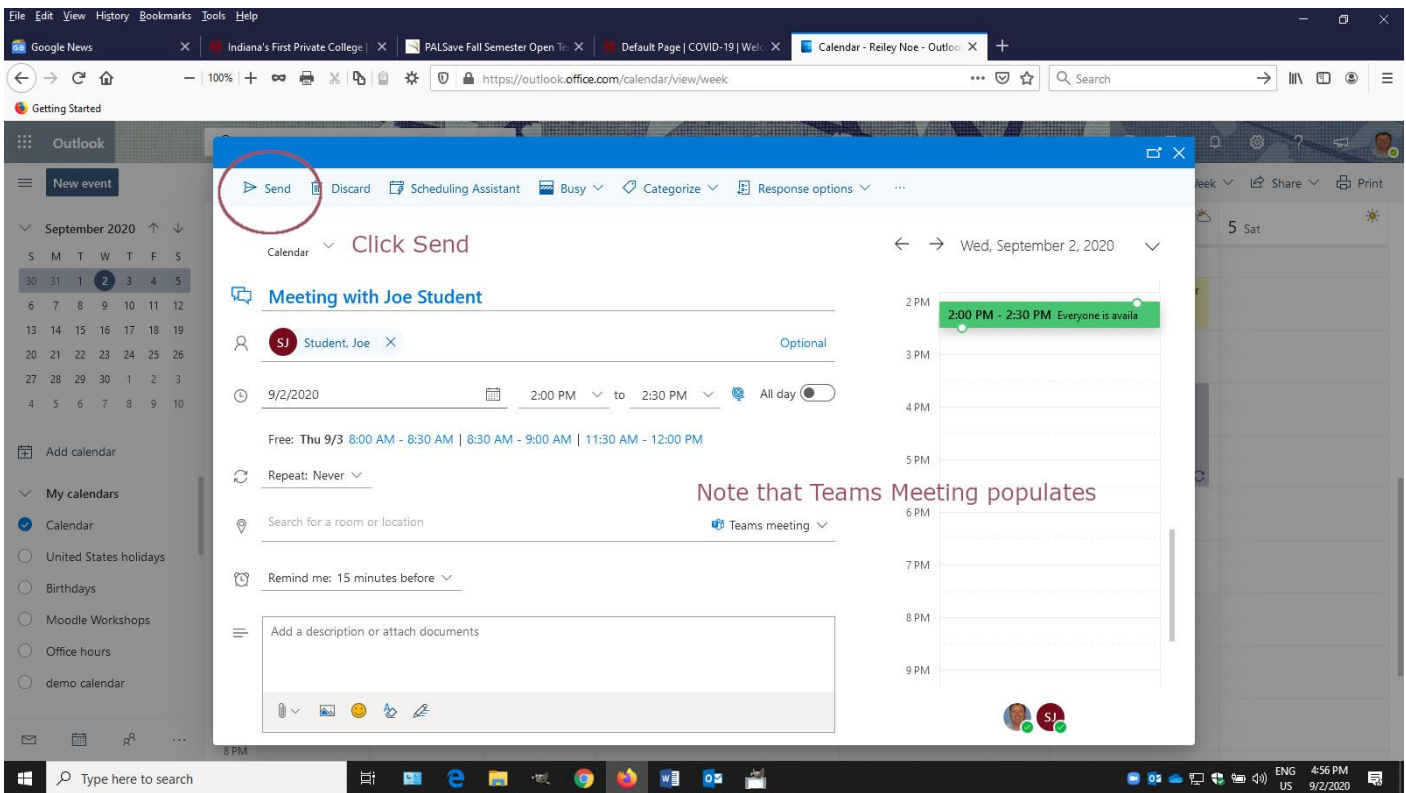 File Edit View History Bookmarks Tools Help
Google News
Indiana's First Private College |
PALSave Fall Semester Open Te
Default Page | COVID-19 | Welc
Calendar - Reiley Noe - Outloo
100%
https://outlook.office.com/calendar/view/week
Search
Getting Started
Outlook
New event
Send Discard Scheduling Assistant Busy Categorize Response options ...
Share Print
Calendar Click Send
Wed, September 2, 2020
5 Sat
September 2020
S M T W T F S
30 31 1 2 3 4 5
6 7 8 9 10 11 12
13 14 15 16 17 18 19
20 21 22 23 24 25 26
27 28 29 30 1 2 3
4 5 6 7 8 9 10
Add calendar
My calendars
Calendar
United States holidays
Birthdays
Moodle Workshops
Office hours
demo calendar
Meeting with Joe Student
SJ Student, Joe Optional
9/2/2020 2:00 PM to 2:30 PM All day
Free: Thu 9/3 8:00 AM - 8:30 AM | 8:30 AM - 9:00 AM | 11:30 AM - 12:00 PM
Repeat: Never
Note that Teams Meeting populates
Search for a room or location Teams meeting
Remind me: 15 minutes before
Add a description or attach documents
2 PM
2:00 PM - 2:30 PM Everyone is availa
3 PM
4 PM
5 PM
6 PM
7 PM
8 PM
9 PM
SJ
8 PM
Type here to search
ENG 4:56 PM
US 9/2/2020